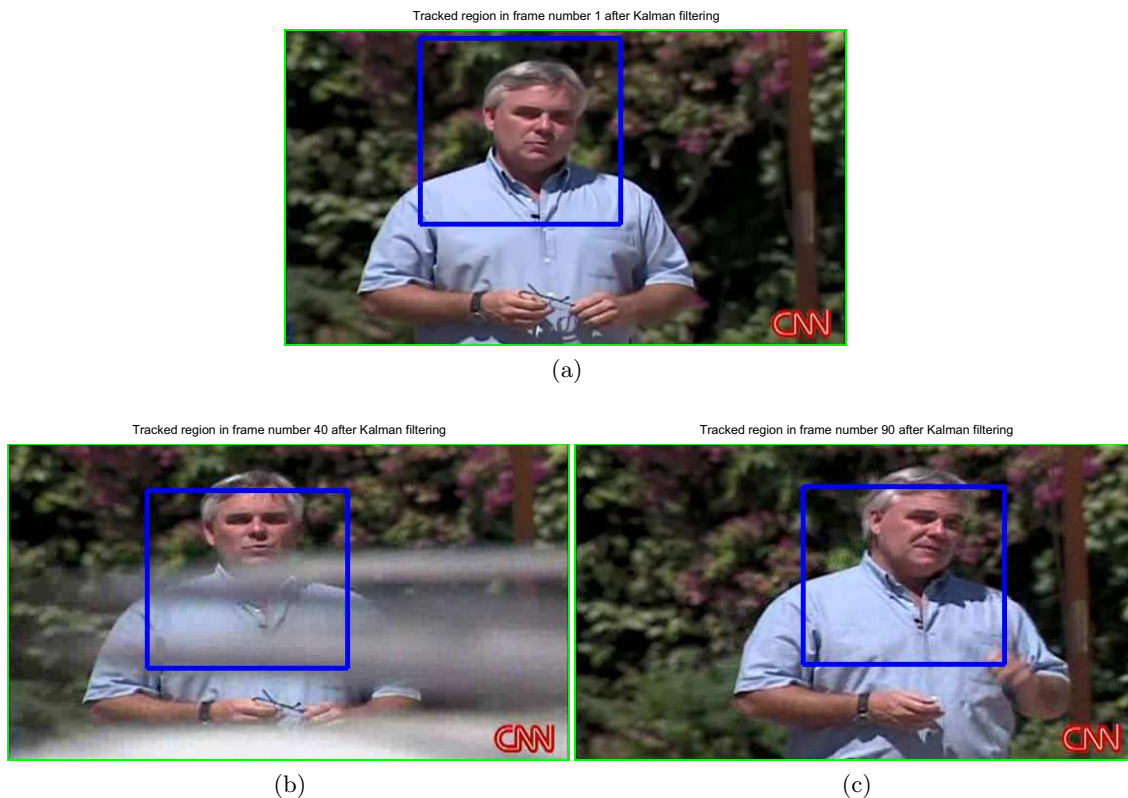 Tracked region in frame number 1 after Kalman filtering
CNN
(a)
Tracked region in frame number 40 after Kalman filtering
Tracked region in frame number 90 after Kalman filtering
CNN
CNN
(b)
(c)